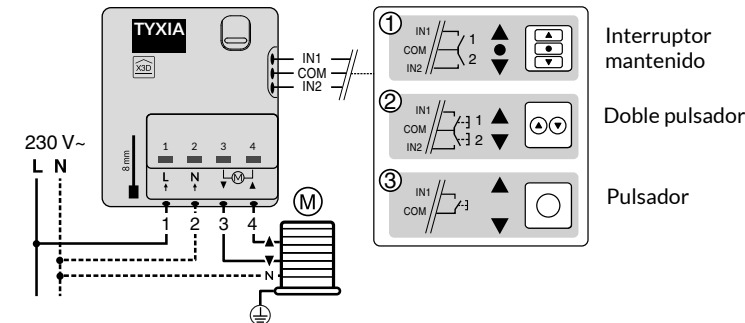 TYXIA
X3D
IN1
COM
IN2
230 V~
L N
8 mm
1 2 3 4
L N M
1 2 3 4
M
N
1
IN1
COM
IN2
1
2
Interruptor
mantenido
2
IN1
COM
IN2
1
2
Doble pulsador
3
IN1
COM
Pulsador